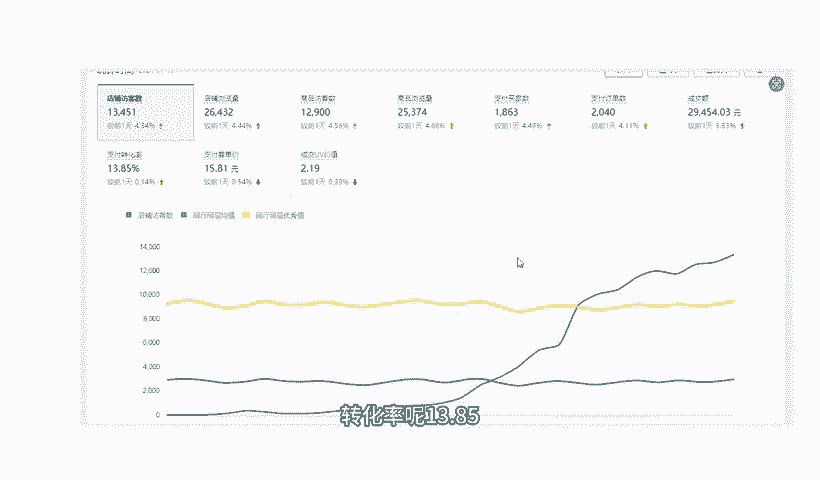 店铺访客数 店铺浏览量 商品访客数 商品浏览量 支付买家数 支付订单数 成交额
13,451 26,432 12,900 25,374 1,863 2,040 29,454.03 元
较前1天 4.34% 较前1天 4.44% 较前1天 4.56% 较前1天 4.66% 较前1天 4.49% 较前1天 4.11% 较前1天 3.93%
支付转化率 支付客单价 成交UV价值
13.85% 15.81 元 2.19
较前1天 0.14% 较前1天 0.54% 较前1天 0.39%
店铺访客数 同行同层均值 同行同层优秀值
14,000
12,000
10,000
8,000
6,000
4,000
2,000
0
转化率呢13.85